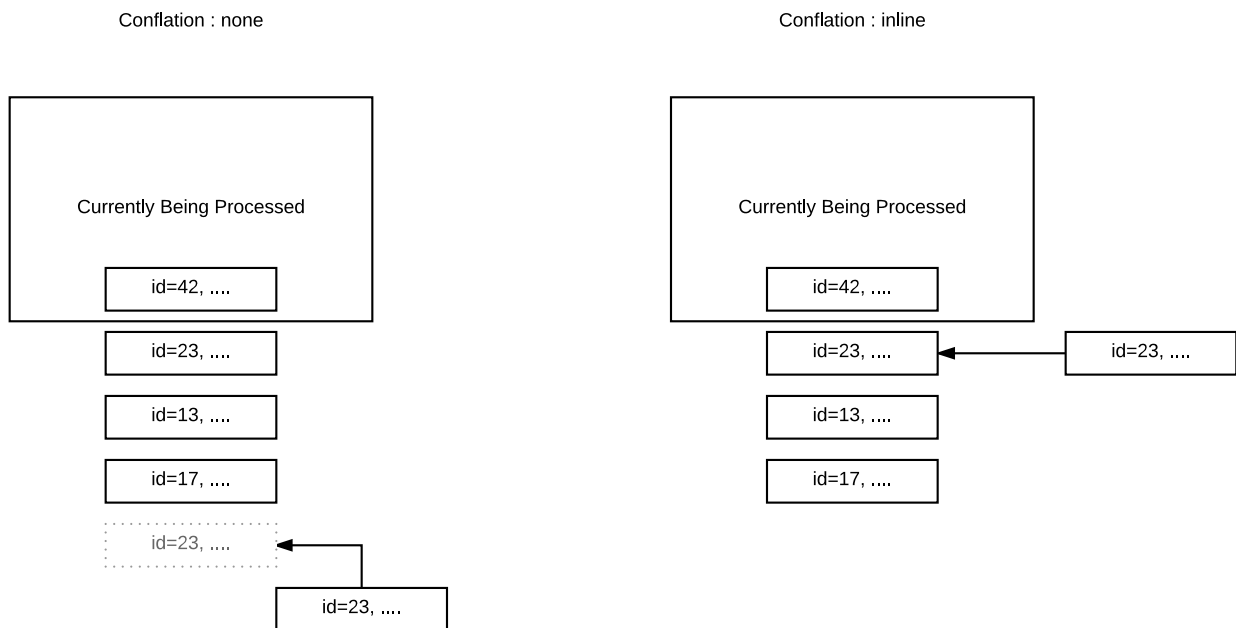 Conflation : none
Currently Being Processed
id=42, ....
id=23, ....
id=13, ....
id=17, ....
id=23, ....
id=23, ....
Conflation : inline
Currently Being Processed
id=42, ....
id=23, ....
id=23, ....
id=13, ....
id=17, ....